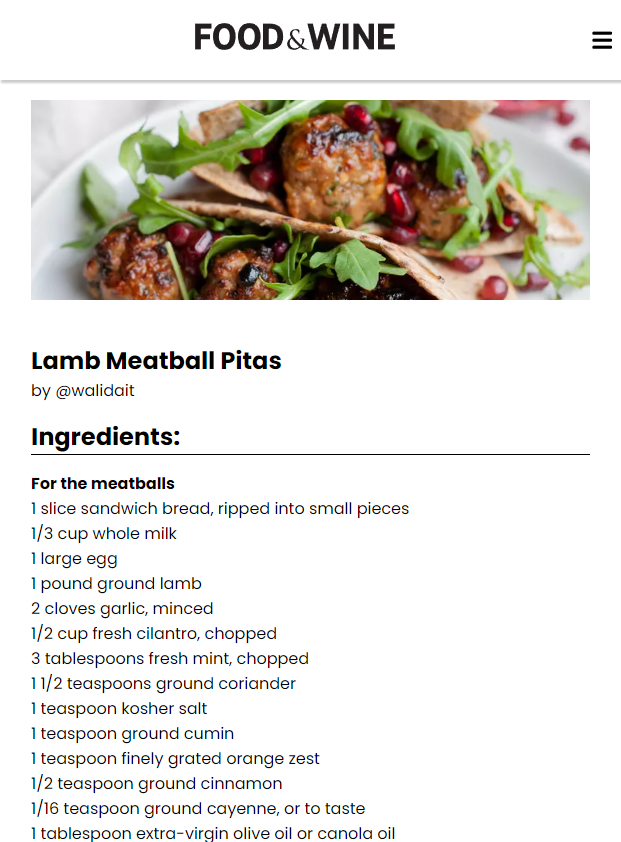 FOOD&WINE
Lamb Meatball Pitas
by @walidait
Ingredients:
For the meatballs
1 slice sandwich bread, ripped into small pieces
1/3 cup whole milk
1 large egg
1 pound ground lamb
2 cloves garlic, minced
1/2 cup fresh cilantro, chopped
3 tablespoons fresh mint, chopped
1 1/2 teaspoons ground coriander
1 teaspoon kosher salt
1 teaspoon ground cumin
1 teaspoon finely grated orange zest
1/2 teaspoon ground cinnamon
1/16 teaspoon ground cayenne, or to taste
1 tablespoon extra-virgin olive oil or canola oil